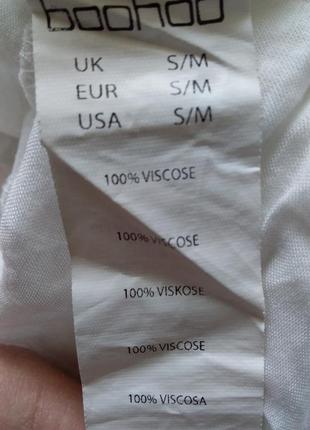 boohoo
UK S/M
EUR S/M
USA S/M
100% VISCOSE
100% VISCOSE
100% VISKOSE
100% VISCOSE
100% VISCOSA